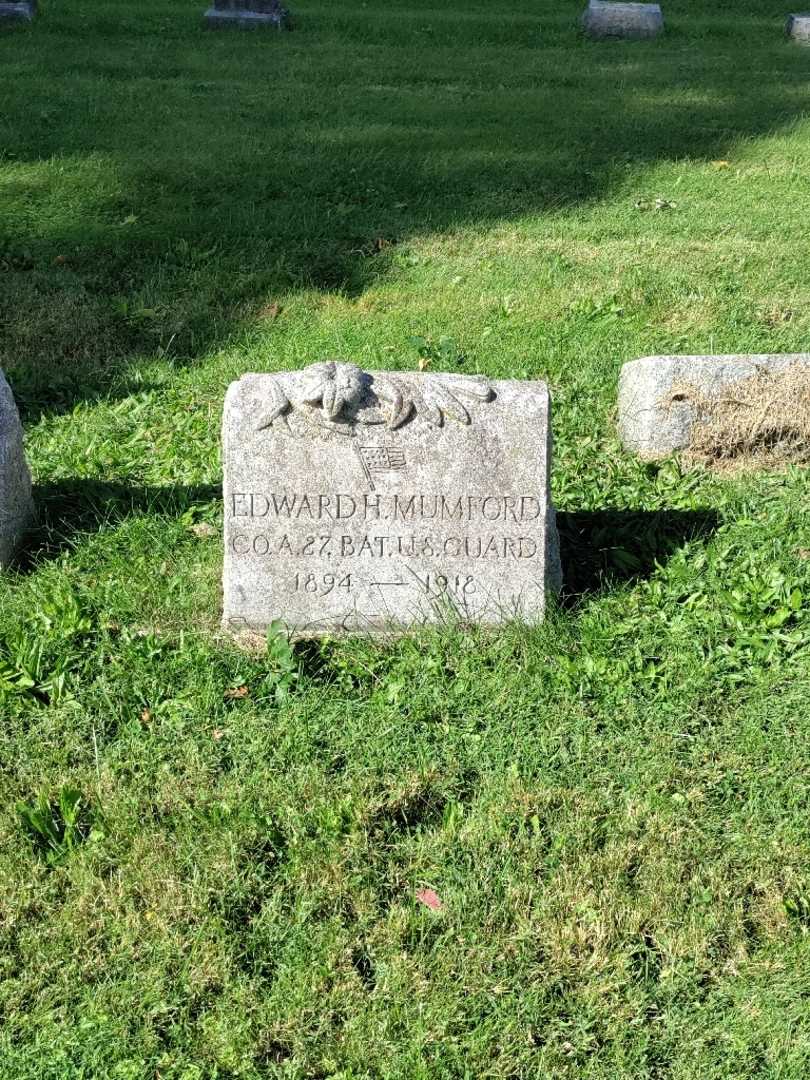 EDWARD H. MUMFORD
CO. A. 27. BAT. U.S. GUARD
1894 — 1918